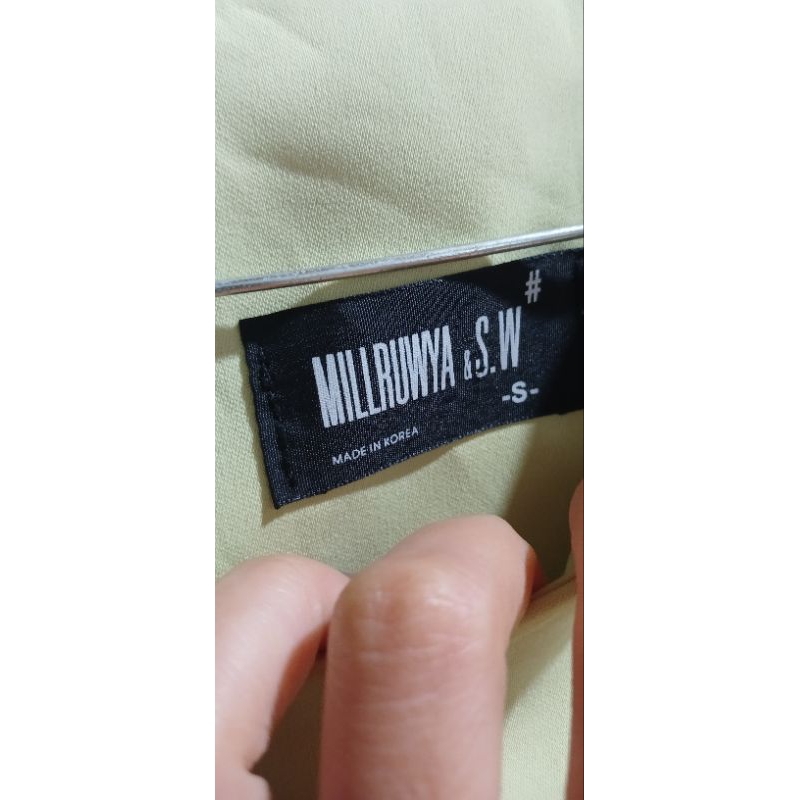 #
MILLRUWYA & S.W
-S-
MADE IN KOREA